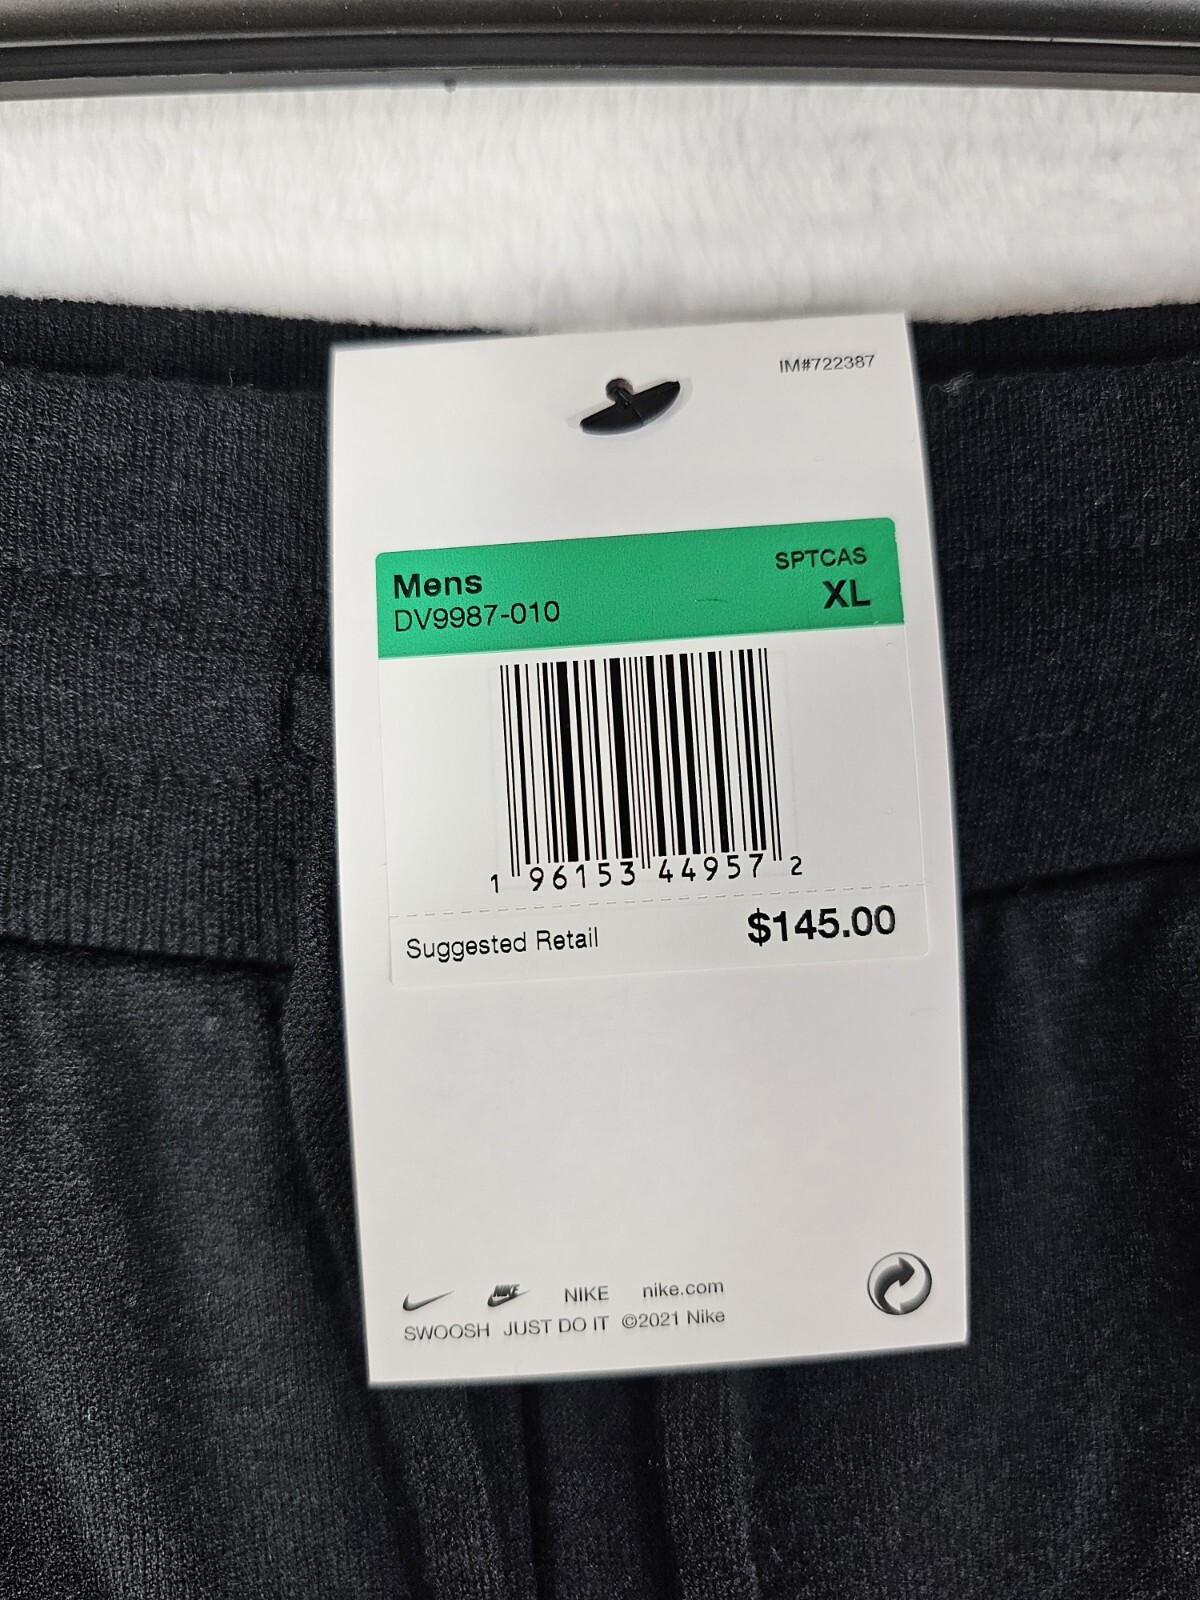 IM#722387
Mens SPTCAS
DV9987-010 XL
1 96153 44957 2
Suggested Retail $145.00
NIKE NIKE nike.com
SWOOSH JUST DO IT ©2021 Nike